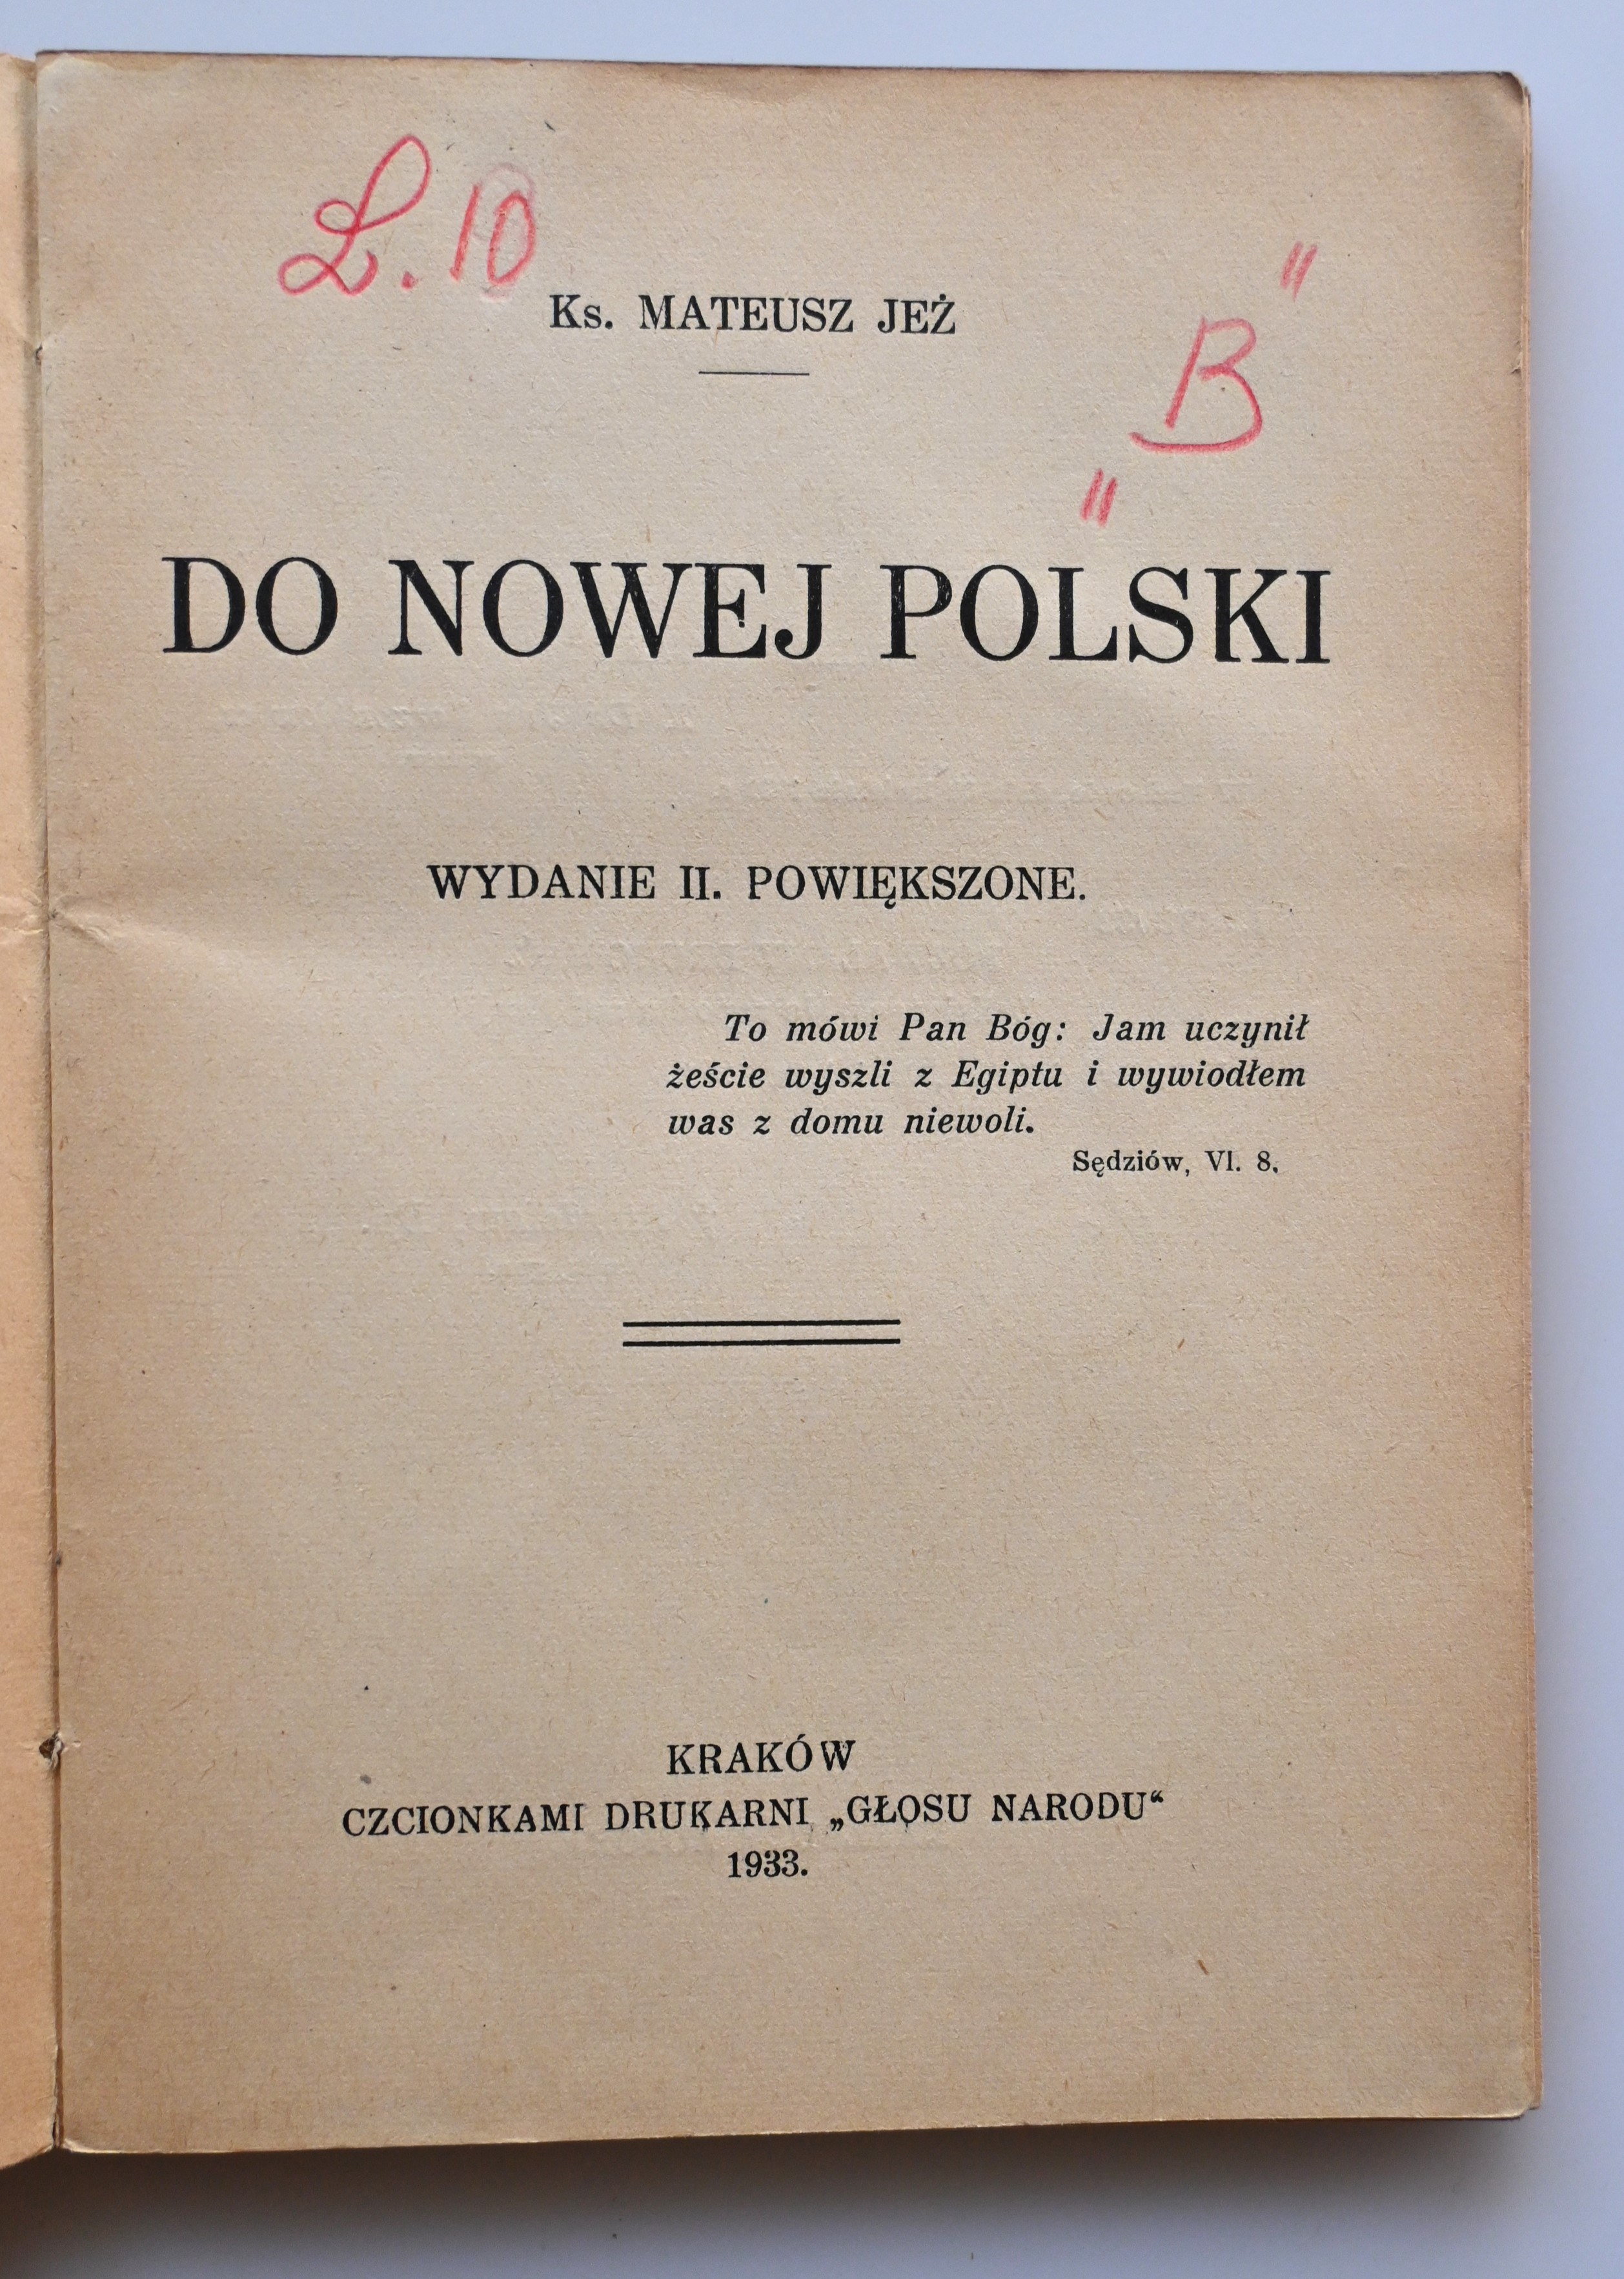 L. 10
Ks. MATEUSZ JEŻ
"
B
"
DO NOWEJ POLSKI
WYDANIE II. POWIĘKSZONE.
To mówi Pan Bóg: Jam uczynił
żeście wyszli z Egiptu i wywiodłem
was z domu niewoli.
Sędziów, VI. 8.
KRAKÓW
CZCIONKAMI DRUKARNI „GŁOSU NARODU“
1933.